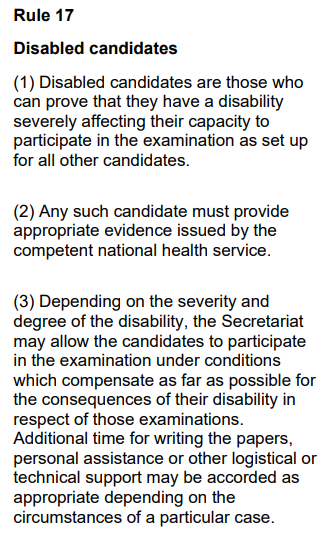 Rule 17
Disabled candidates
(1) Disabled candidates are those who
can prove that they have a disability
severely affecting their capacity to
participate in the examination as set up
for all other candidates.
(2) Any such candidate must provide
appropriate evidence issued by the
competent national health service.
(3) Depending on the severity and
degree of the disability, the Secretariat
may allow the candidates to participate
in the examination under conditions
which compensate as far as possible for
the consequences of their disability in
respect of those examinations.
Additional time for writing the papers,
personal assistance or other logistical or
technical support may be accorded as
appropriate depending on the
circumstances of a particular case.